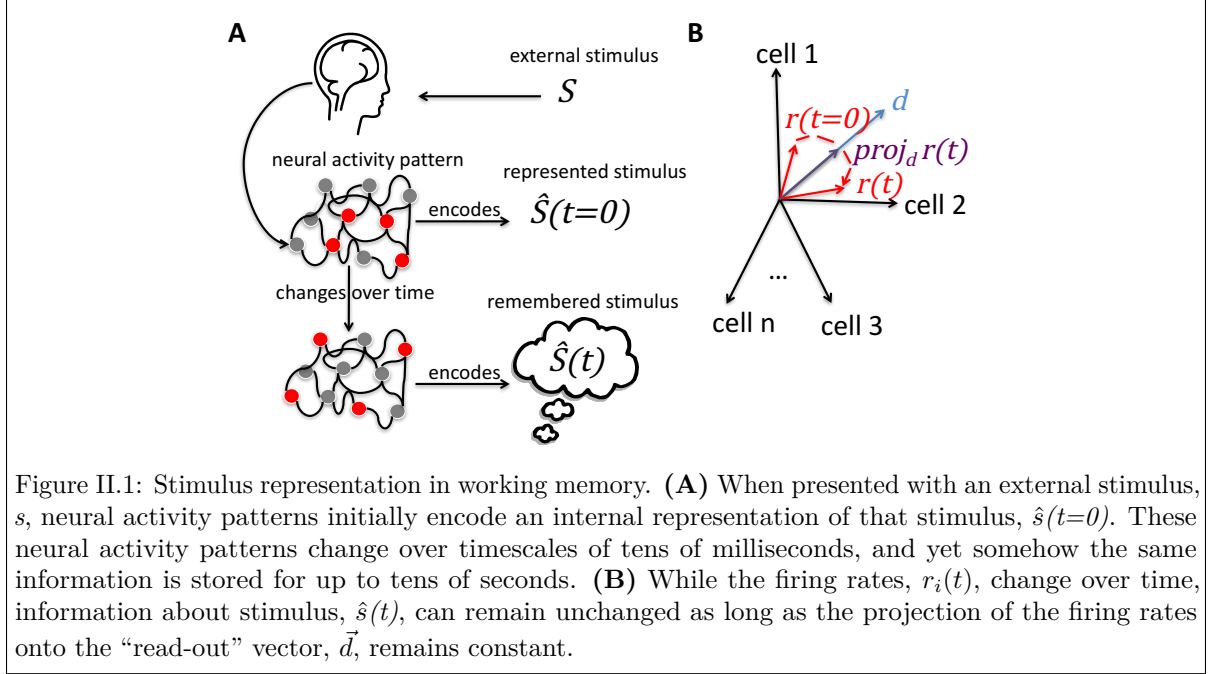 A
external stimulus
S
neural activity pattern
represented stimulus
encodes
Ŝ(t=0)
changes over time
remembered stimulus
encodes
Ŝ(t)
B
cell 1
d
r(t=0)
proj_d r(t)
r(t)
cell 2
...
cell n
cell 3
Figure II.1: Stimulus representation in working memory. (A) When presented with an external stimulus,
s, neural activity patterns initially encode an internal representation of that stimulus, ŝ(t=0). These
neural activity patterns change over timescales of tens of milliseconds, and yet somehow the same
information is stored for up to tens of seconds. (B) While the firing rates, r_i(t), change over time,
information about stimulus, ŝ(t), can remain unchanged as long as the projection of the firing rates
onto the “read-out” vector, d⃗, remains constant.